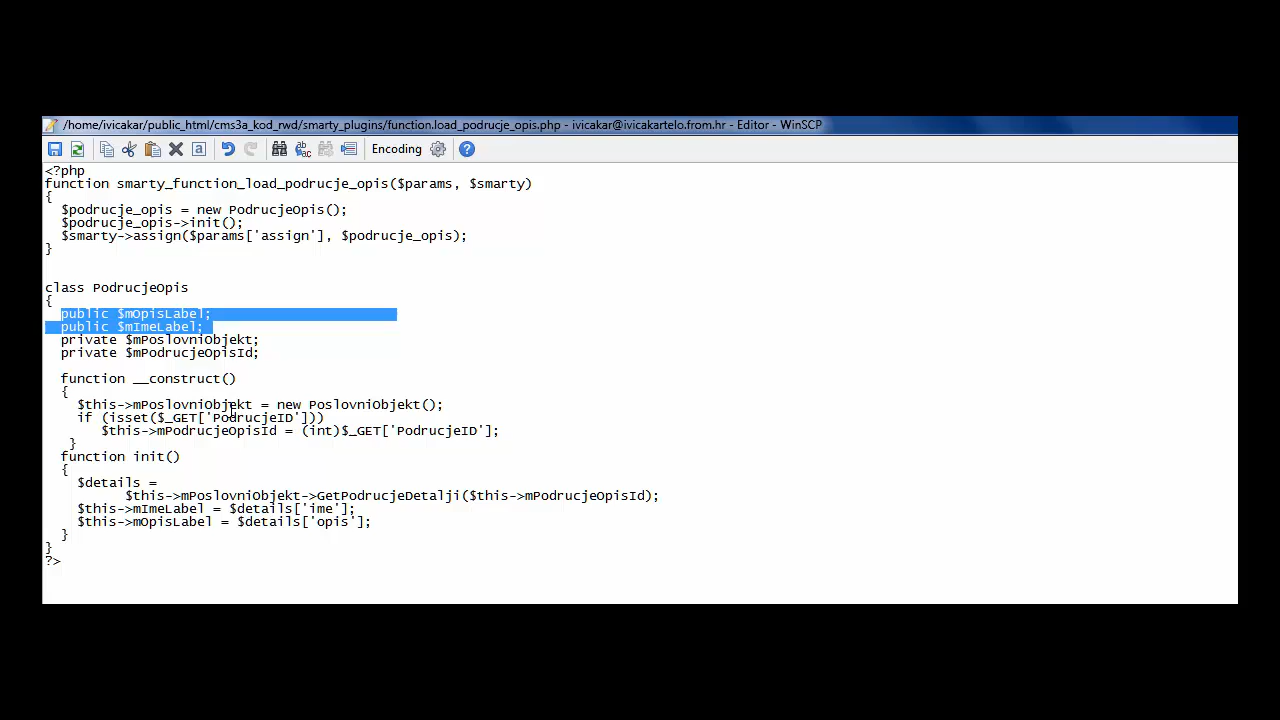 /home/ivicakar/public_html/cms3a_kod_rwd/smarty_plugins/function.load_podrucje_opis.php - ivicakar@ivicakartelo.from.hr - Editor - WinSCP
Encoding
<?php
function smarty_function_load_podrucje_opis($params, $smarty)
{
  $podrucje_opis = new PodrucjeOpis();
  $podrucje_opis->init();
  $smarty->assign($params['assign'], $podrucje_opis);
}
class PodrucjeOpis
{
  public $mOpisLabel;
  public $mImeLabel;
  private $mPoslovniObjekt;
  private $mPodrucjeOpisId;
  function __construct()
  {
    $this->mPoslovniObjekt = new PoslovniObjekt();
    if (isset($_GET['PodrucjeID']))
       $this->mPodrucjeOpisId = (int)$_GET['PodrucjeID'];
   }
  function init()
  {
    $details =
          $this->mPoslovniObjekt->GetPodrucjeDetalji($this->mPodrucjeOpisId);
    $this->mImeLabel = $details['ime'];
    $this->mOpisLabel = $details['opis'];
  }
}
?>